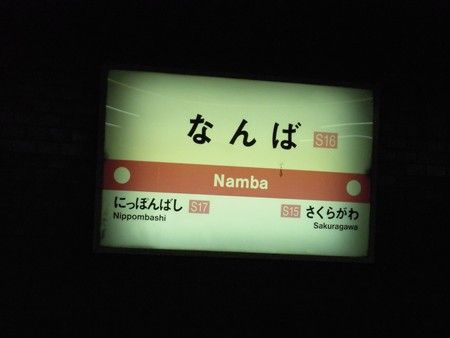 なんば S16
Namba
にっぽんばし S17
Nippombashi
S15 さくらがわ
Sakuragawa